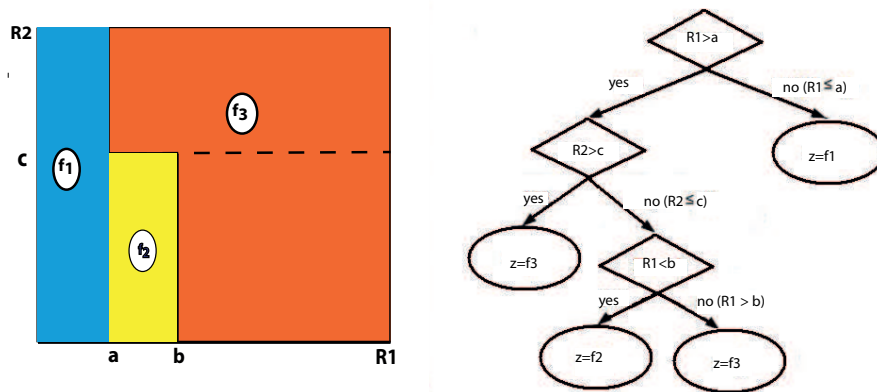 R2
f1
f3
C
f2
a b R1
R1>a
yes
no (R1≤a)
R2>c
z=f1
yes
no (R2≤c)
z=f3
R1<b
yes
no (R1 > b)
z=f2
z=f3